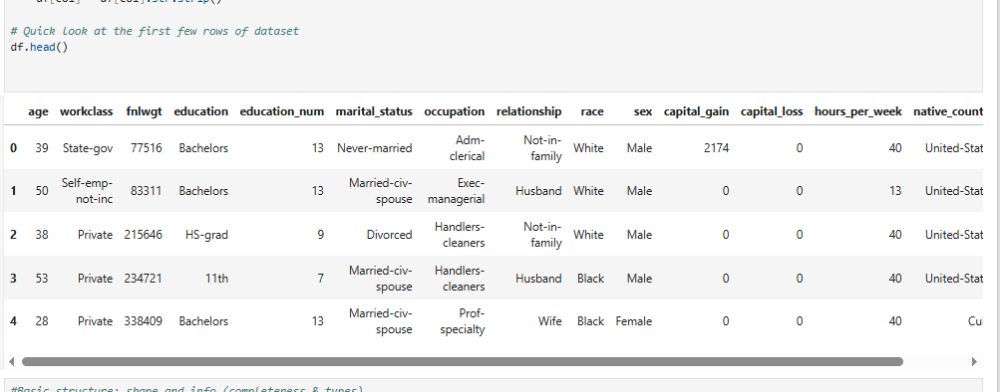 df[col] = df[col].str.strip()
# Quick look at the first few rows of dataset
df.head()
age workclass fnlwgt education education_num marital_status occupation relationship race sex capital_gain capital_loss hours_per_week native_count
0 39 State-gov 77516 Bachelors 13 Never-married Adm-clerical Not-in-family White Male 2174 0 40 United-Stat
1 50 Self-emp-not-inc 83311 Bachelors 13 Married-civ-spouse Exec-managerial Husband White Male 0 0 13 United-Stat
2 38 Private 215646 HS-grad 9 Divorced Handlers-cleaners Not-in-family White Male 0 0 40 United-Stat
3 53 Private 234721 11th 7 Married-civ-spouse Handlers-cleaners Husband Black Male 0 0 40 United-Stat
4 28 Private 338409 Bachelors 13 Married-civ-spouse Prof-specialty Wife Black Female 0 0 40 Cu
#Basic structure: shape and info (completeness & types)